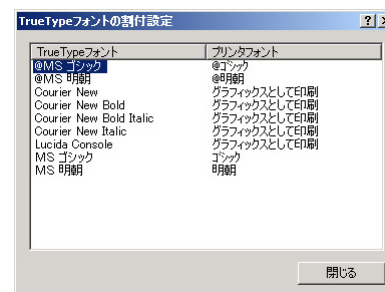 TrueTypeフォントの割付設定
TrueTypeフォント プリンタフォント
@MS ゴシック @ゴシック
@MS 明朝 @明朝
Courier New グラフィックスとして印刷
Courier New Bold グラフィックスとして印刷
Courier New Bold Italic グラフィックスとして印刷
Courier New Italic グラフィックスとして印刷
Lucida Console グラフィックスとして印刷
MS ゴシック ゴシック
MS 明朝 明朝
閉じる